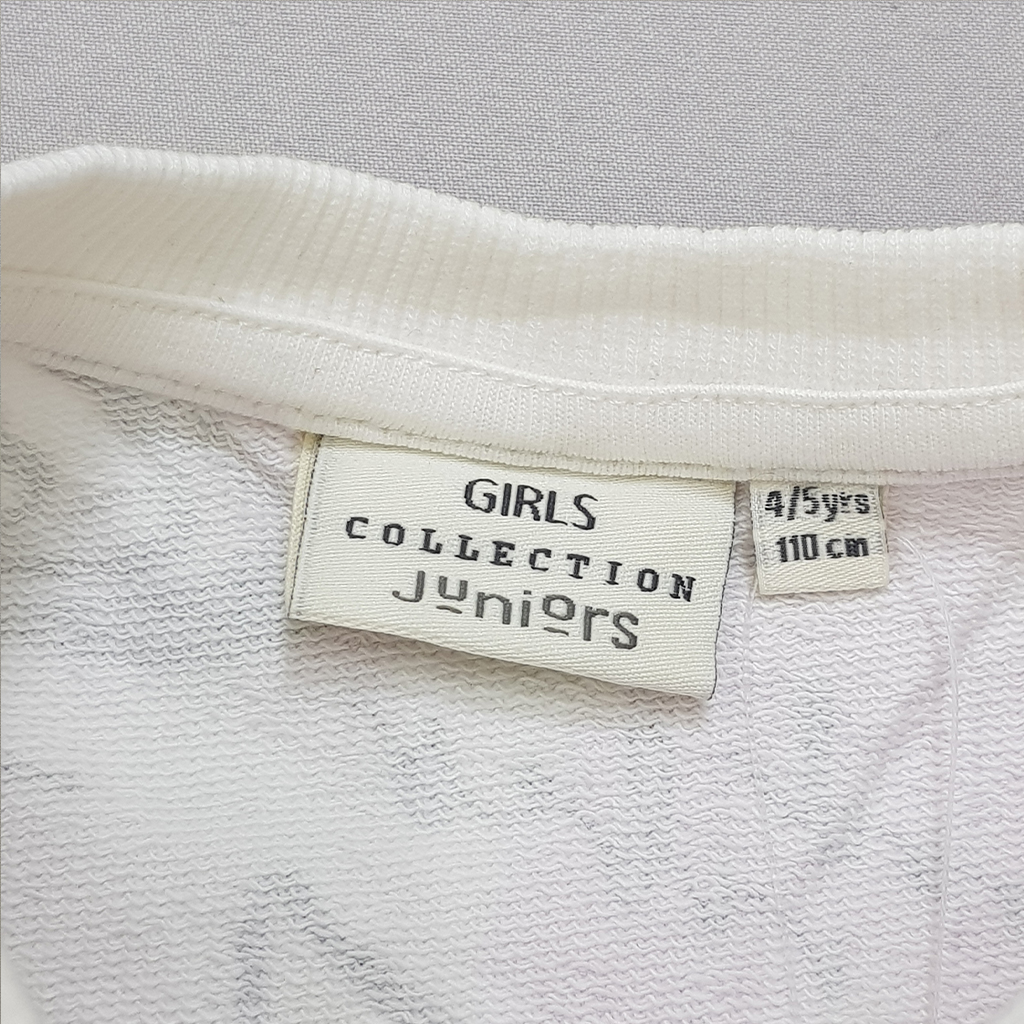 GIRLS
COLLECTION
Juniors
4/5yrs
110 cm